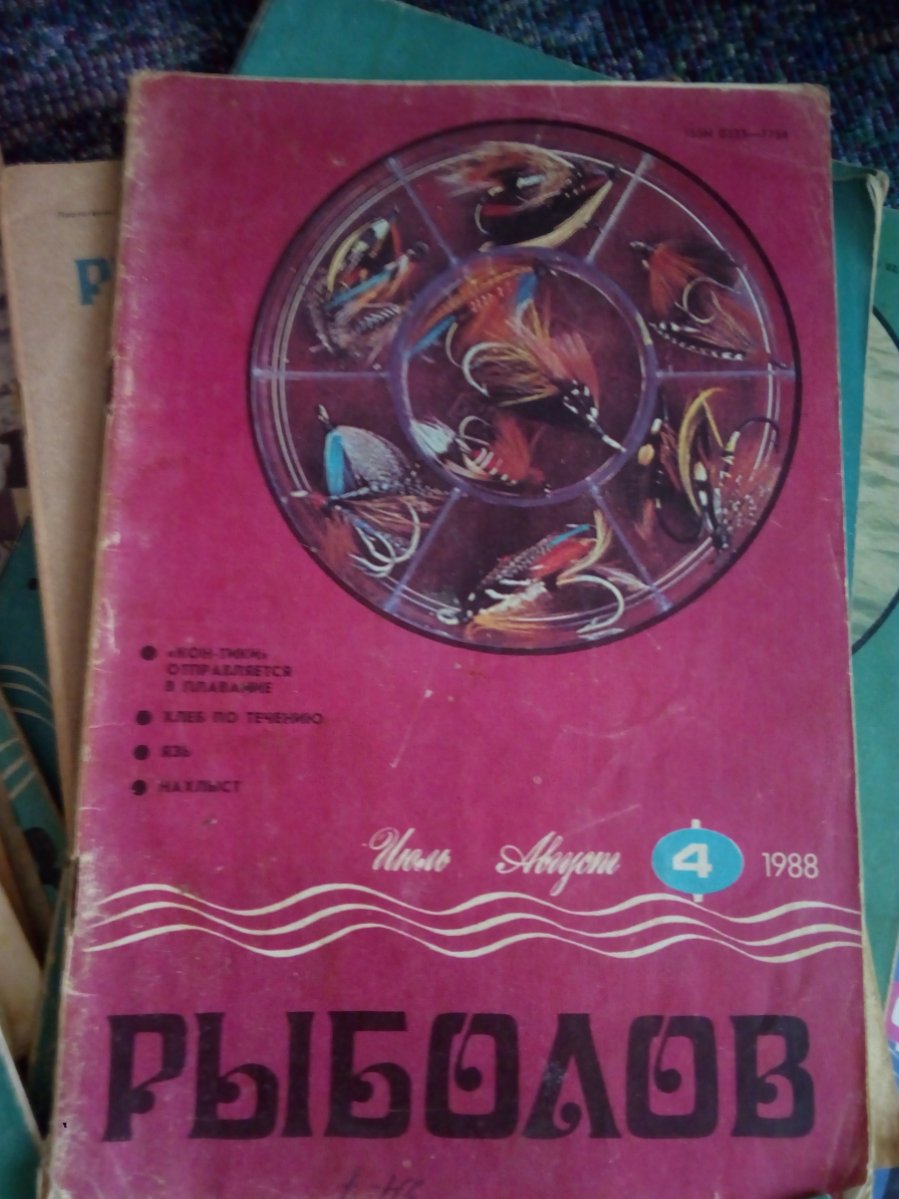 «КОН-ТИКИ»
ОТПРАВЛЯЕТСЯ
В ПЛАВАНИЕ
ХЛЕБ ПО ТЕЧЕНИЮ
ЯЗЬ
НАХЛЫСТ
Июль Август 4 1988
РЫБОЛОВ